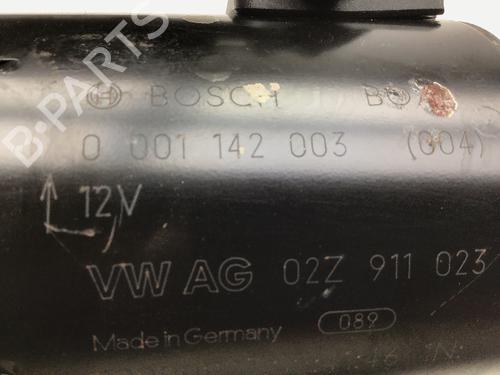 BOSCH
0 001 142 003 (004)
12V
VW AG 02Z 911 023
Made in Germany 089
B-PARTS